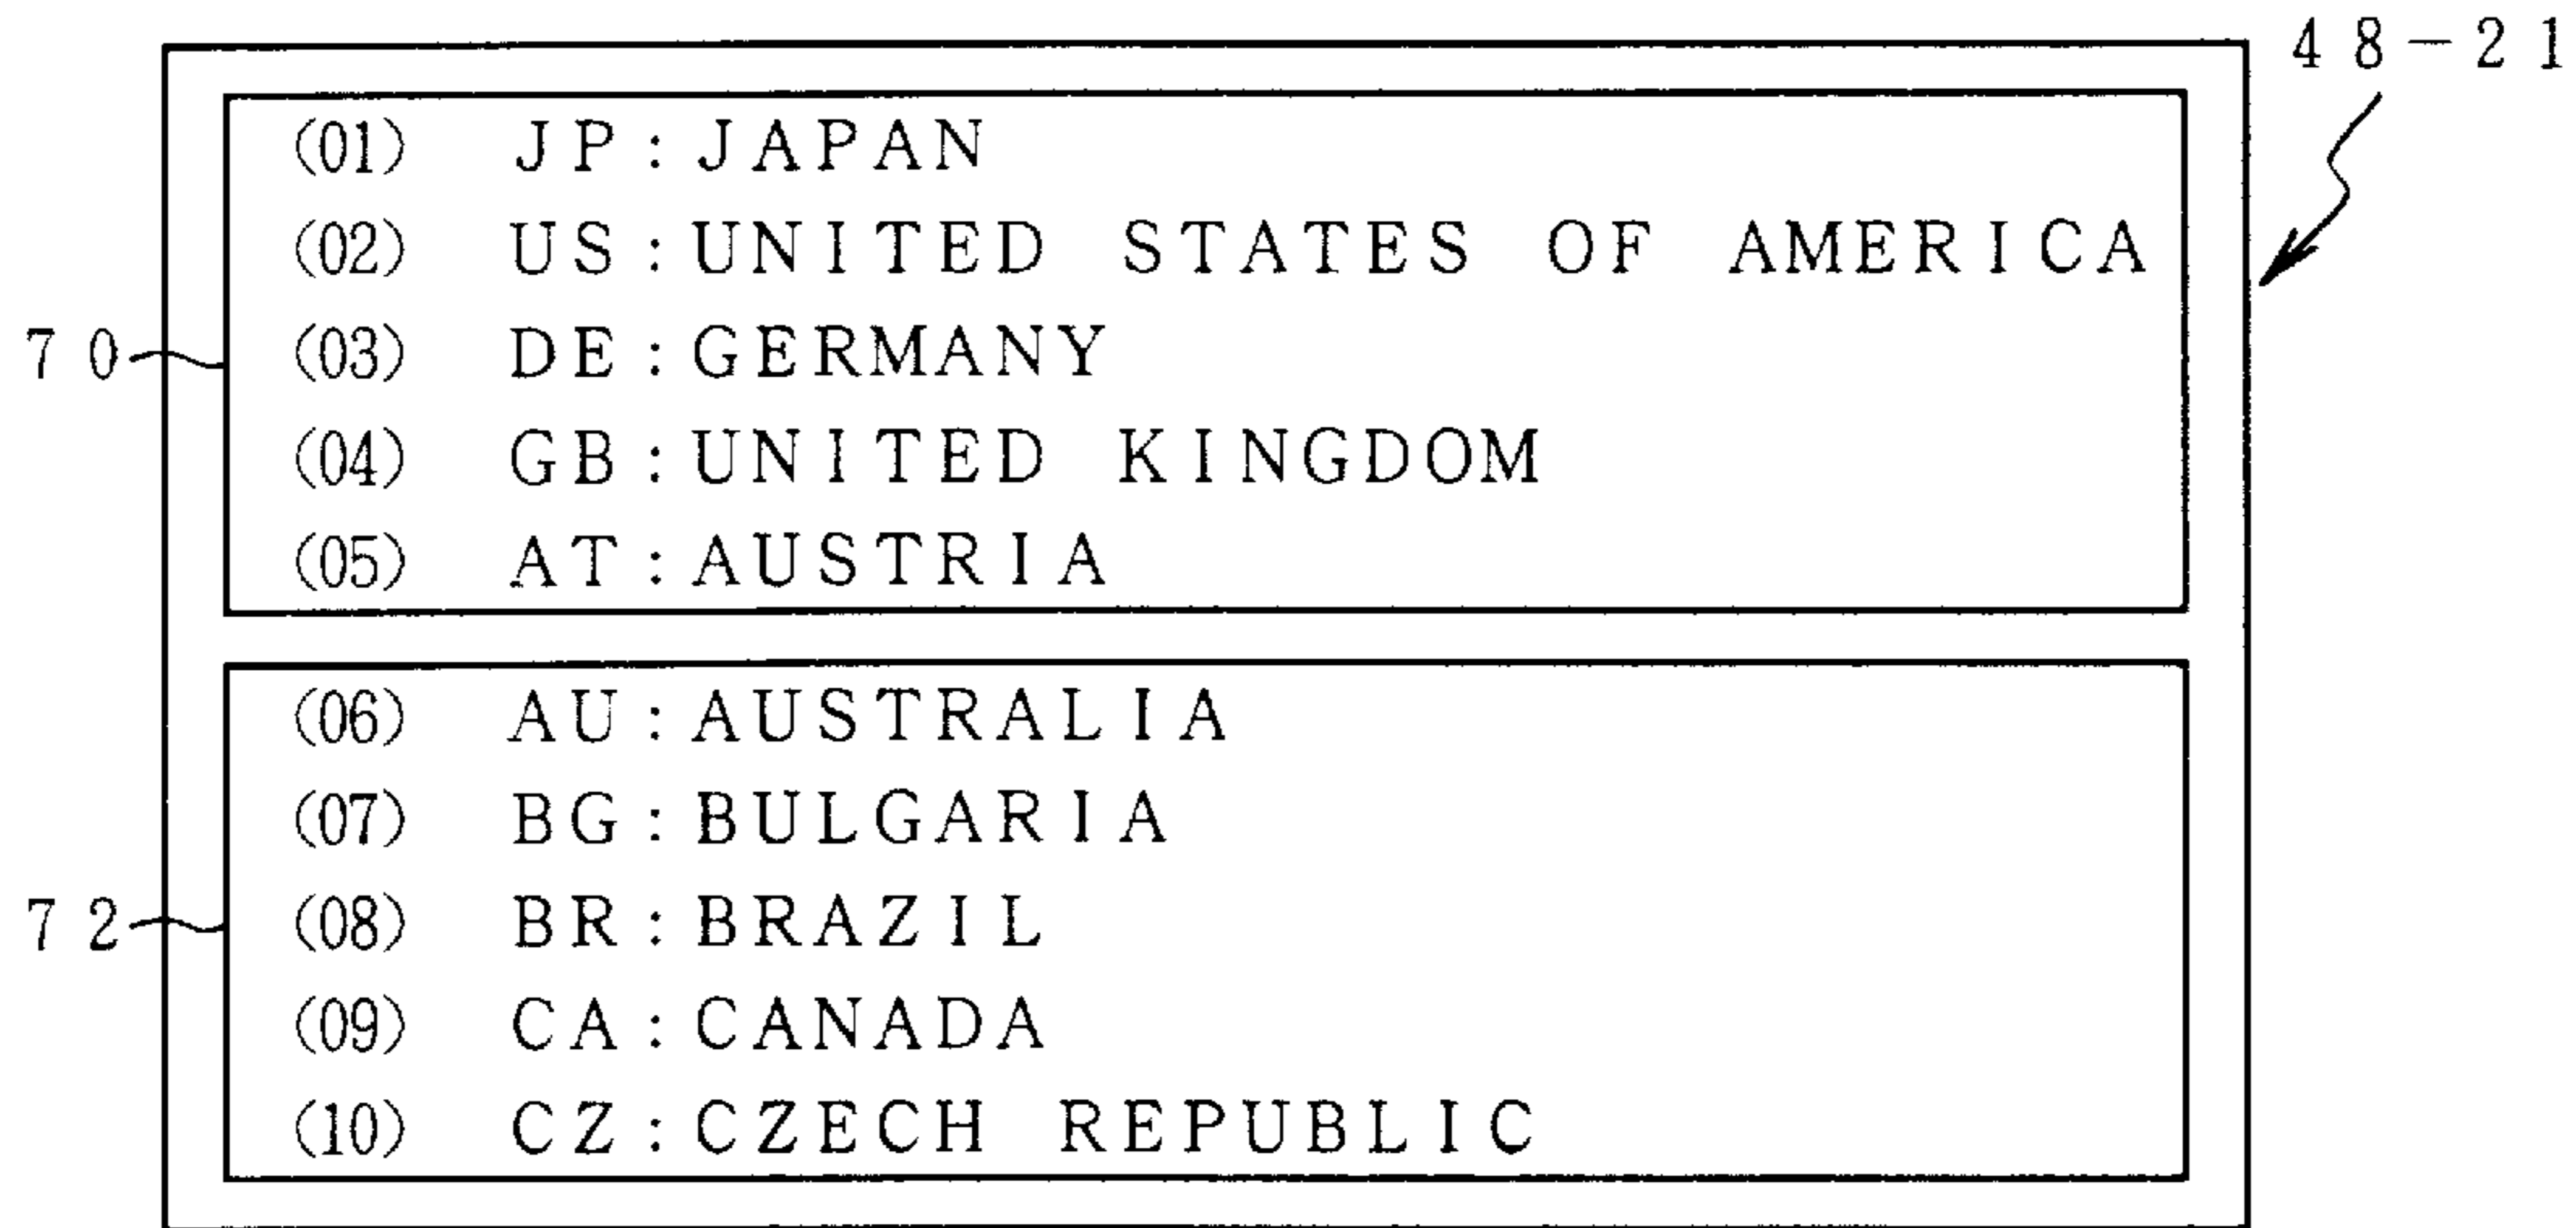 48-21
(01) JP:JAPAN
(02) US:UNITED STATES OF AMERICA
70
(03) DE:GERMANY
(04) GB:UNITED KINGDOM
(05) AT:AUSTRIA
(06) AU:AUSTRALIA
(07) BG:BULGARIA
72
(08) BR:BRAZIL
(09) CA:CANADA
(10) CZ:CZECH REPUBLIC